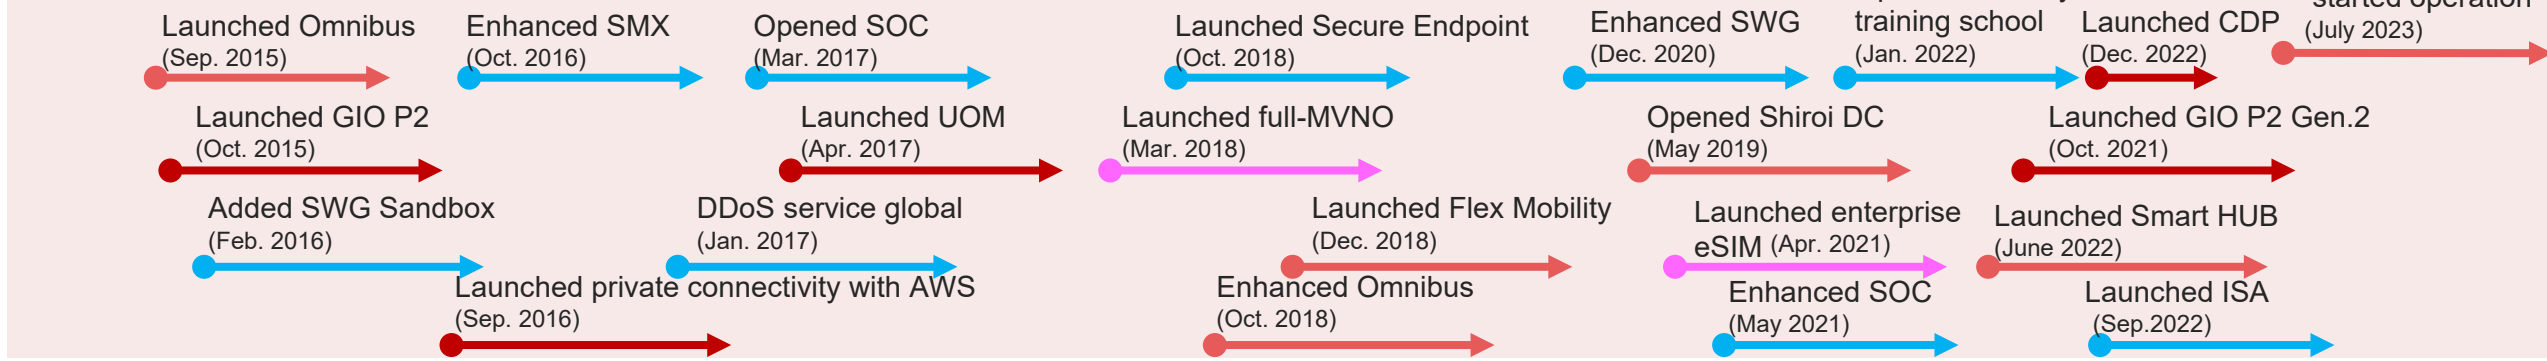 started operation
(July 2023)
Launched Omnibus
(Sep. 2015)
Enhanced SMX
(Oct. 2016)
Opened SOC
(Mar. 2017)
Launched Secure Endpoint
(Oct. 2018)
Enhanced SWG
(Dec. 2020)
training school
(Jan. 2022)
Launched CDP
(Dec. 2022)
Launched GIO P2
(Oct. 2015)
Launched UOM
(Apr. 2017)
Launched full-MVNO
(Mar. 2018)
Opened Shiroi DC
(May 2019)
Launched GIO P2 Gen.2
(Oct. 2021)
Added SWG Sandbox
(Feb. 2016)
DDoS service global
(Jan. 2017)
Launched Flex Mobility
(Dec. 2018)
Launched enterprise
eSIM (Apr. 2021)
Launched Smart HUB
(June 2022)
Launched private connectivity with AWS
(Sep. 2016)
Enhanced Omnibus
(Oct. 2018)
Enhanced SOC
(May 2021)
Launched ISA
(Sep.2022)